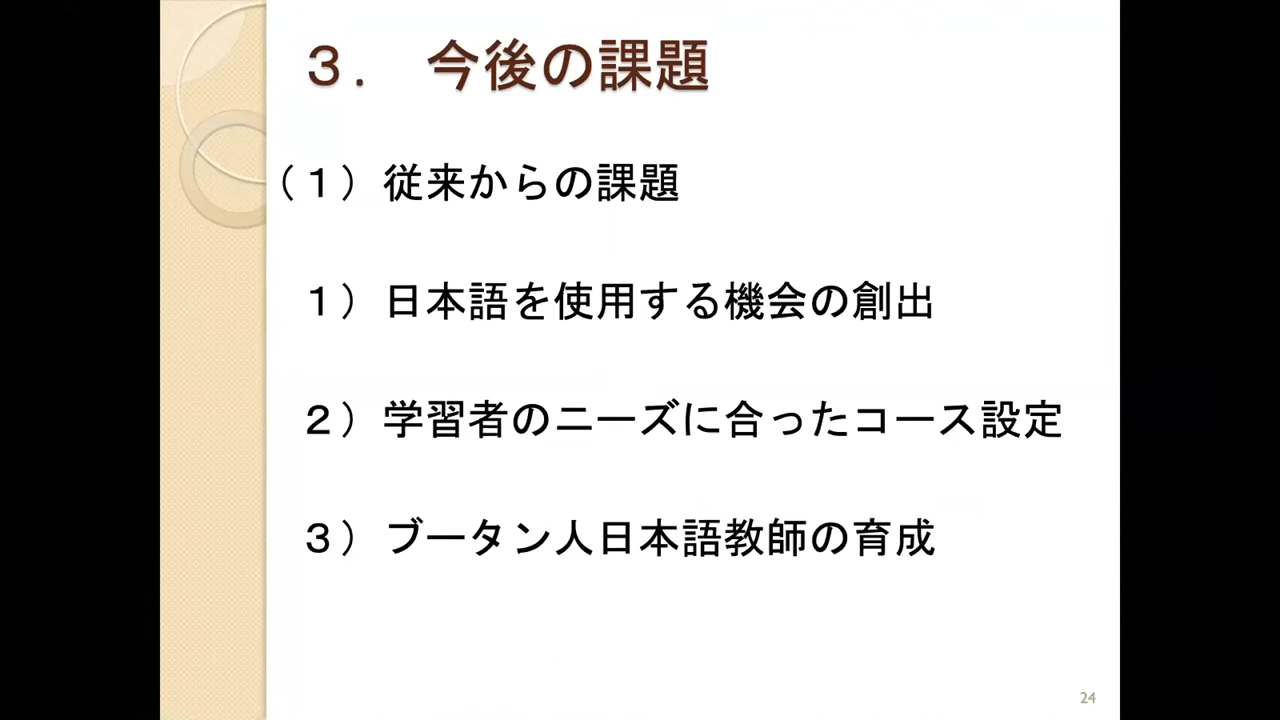 ３．　今後の課題
（１）従来からの課題
１）日本語を使用する機会の創出
２）学習者のニーズに合ったコース設定
３）ブータン人日本語教師の育成
24